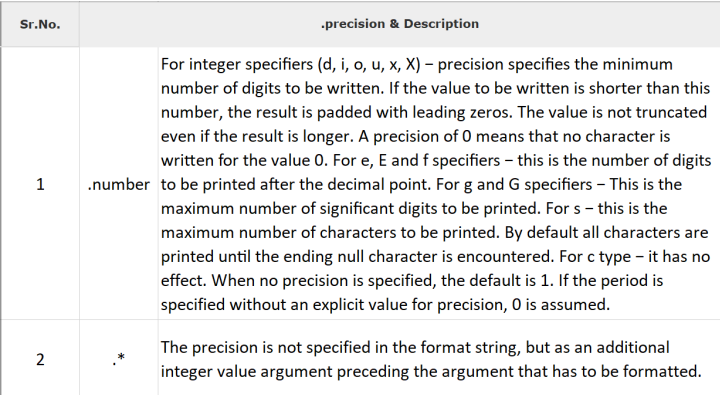 Sr.No. .precision & Description
For integer specifiers (d, i, o, u, x, X) − precision specifies the minimum
number of digits to be written. If the value to be written is shorter than this
number, the result is padded with leading zeros. The value is not truncated
even if the result is longer. A precision of 0 means that no character is
written for the value 0. For e, E and f specifiers − this is the number of digits
1 .number to be printed after the decimal point. For g and G specifiers − This is the
maximum number of significant digits to be printed. For s − this is the
maximum number of characters to be printed. By default all characters are
printed until the ending null character is encountered. For c type − it has no
effect. When no precision is specified, the default is 1. If the period is
specified without an explicit value for precision, 0 is assumed.
2 .* The precision is not specified in the format string, but as an additional
integer value argument preceding the argument that has to be formatted.